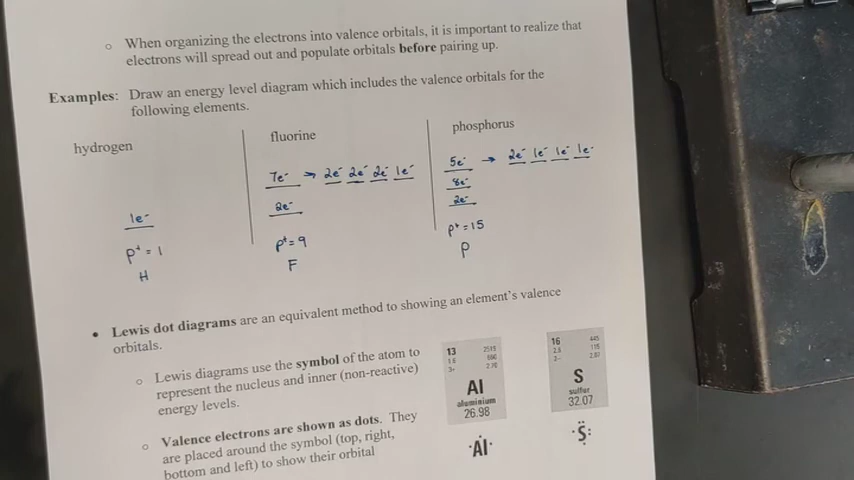 ○ When organizing the electrons into valence orbitals, it is important to realize that
electrons will spread out and populate orbitals before pairing up.
Examples: Draw an energy level diagram which includes the valence orbitals for the
following elements.
hydrogen
1e⁻
p⁺ = 1
H
fluorine
7e⁻ → 2e⁻ 2e⁻ 2e⁻ 1e⁻
2e⁻
p⁺ = 9
F
phosphorus
5e⁻ → 2e⁻ 1e⁻ 1e⁻ 1e⁻
8e⁻
2e⁻
p⁺ = 15
P
• Lewis dot diagrams are an equivalent method to showing an element's valence
orbitals.
○ Lewis diagrams use the symbol of the atom to
represent the nucleus and inner (non-reactive)
energy levels.
○ Valence electrons are shown as dots. They
are placed around the symbol (top, right,
bottom and left) to show their orbital
13
1.6
3+
Al
aluminium
26.98
Al
16
S
sulfur
32.07
S